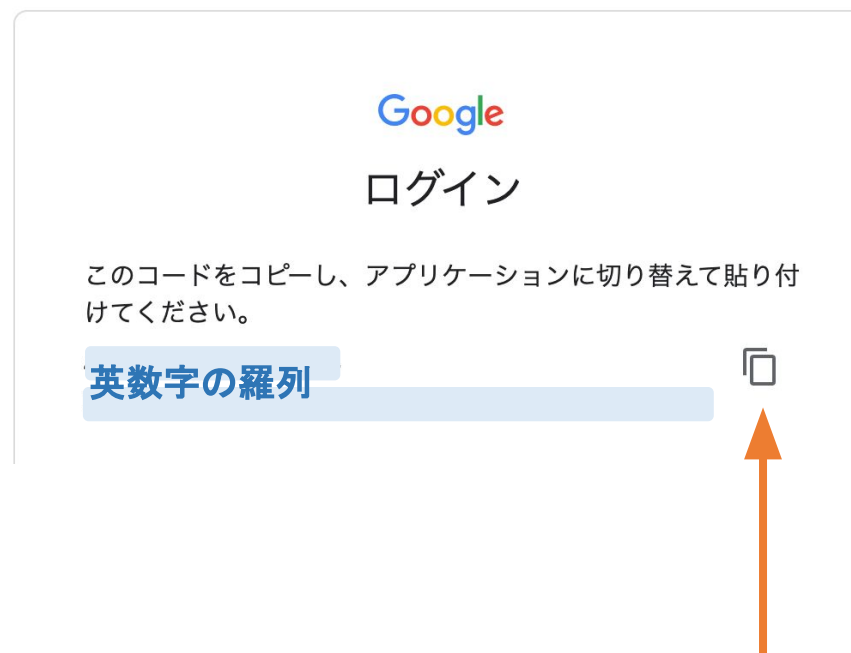 Google
ログイン
このコードをコピーし、アプリケーションに切り替えて貼り付
けてください。
英数字の羅列